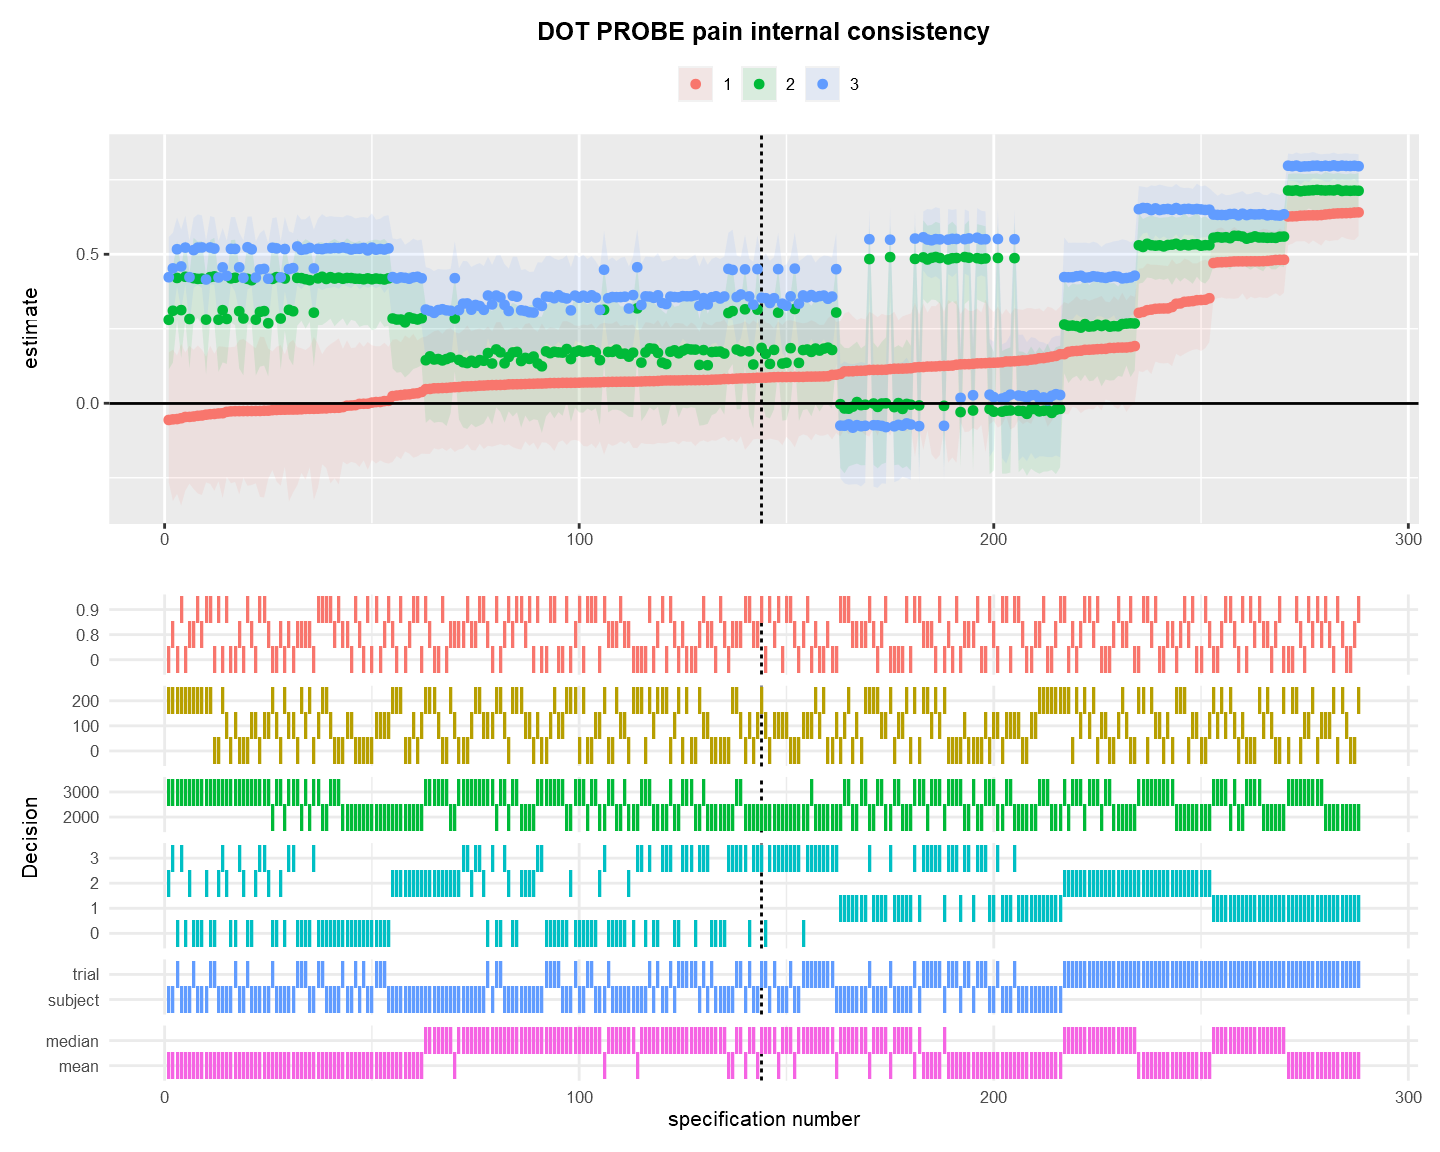 DOT PROBE pain internal consistency
1 2 3
estimate
0.5
0.0
0 100 200 300
Decision
0.9
0.8
0
200
100
0
3000
2000
3
2
1
0
trial
subject
median
mean
0 100 200 300
specification number